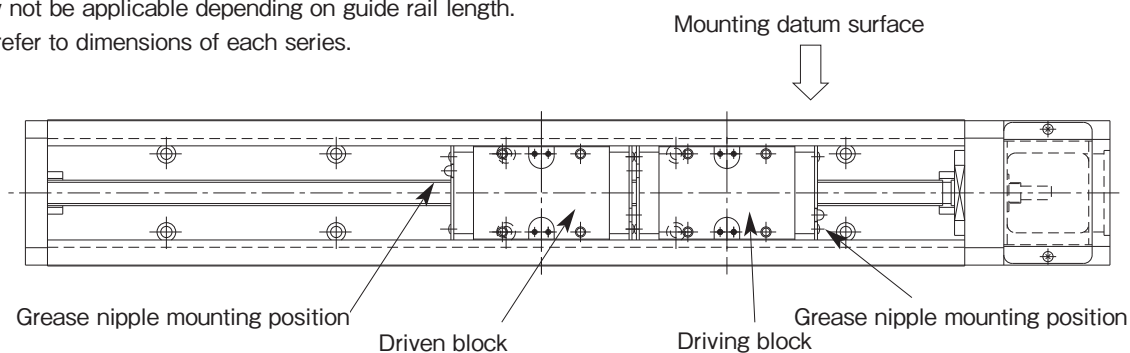 not be applicable depending on guide rail length.
refer to dimensions of each series.
Mounting datum surface
Grease nipple mounting position
Driven block
Driving block
Grease nipple mounting position